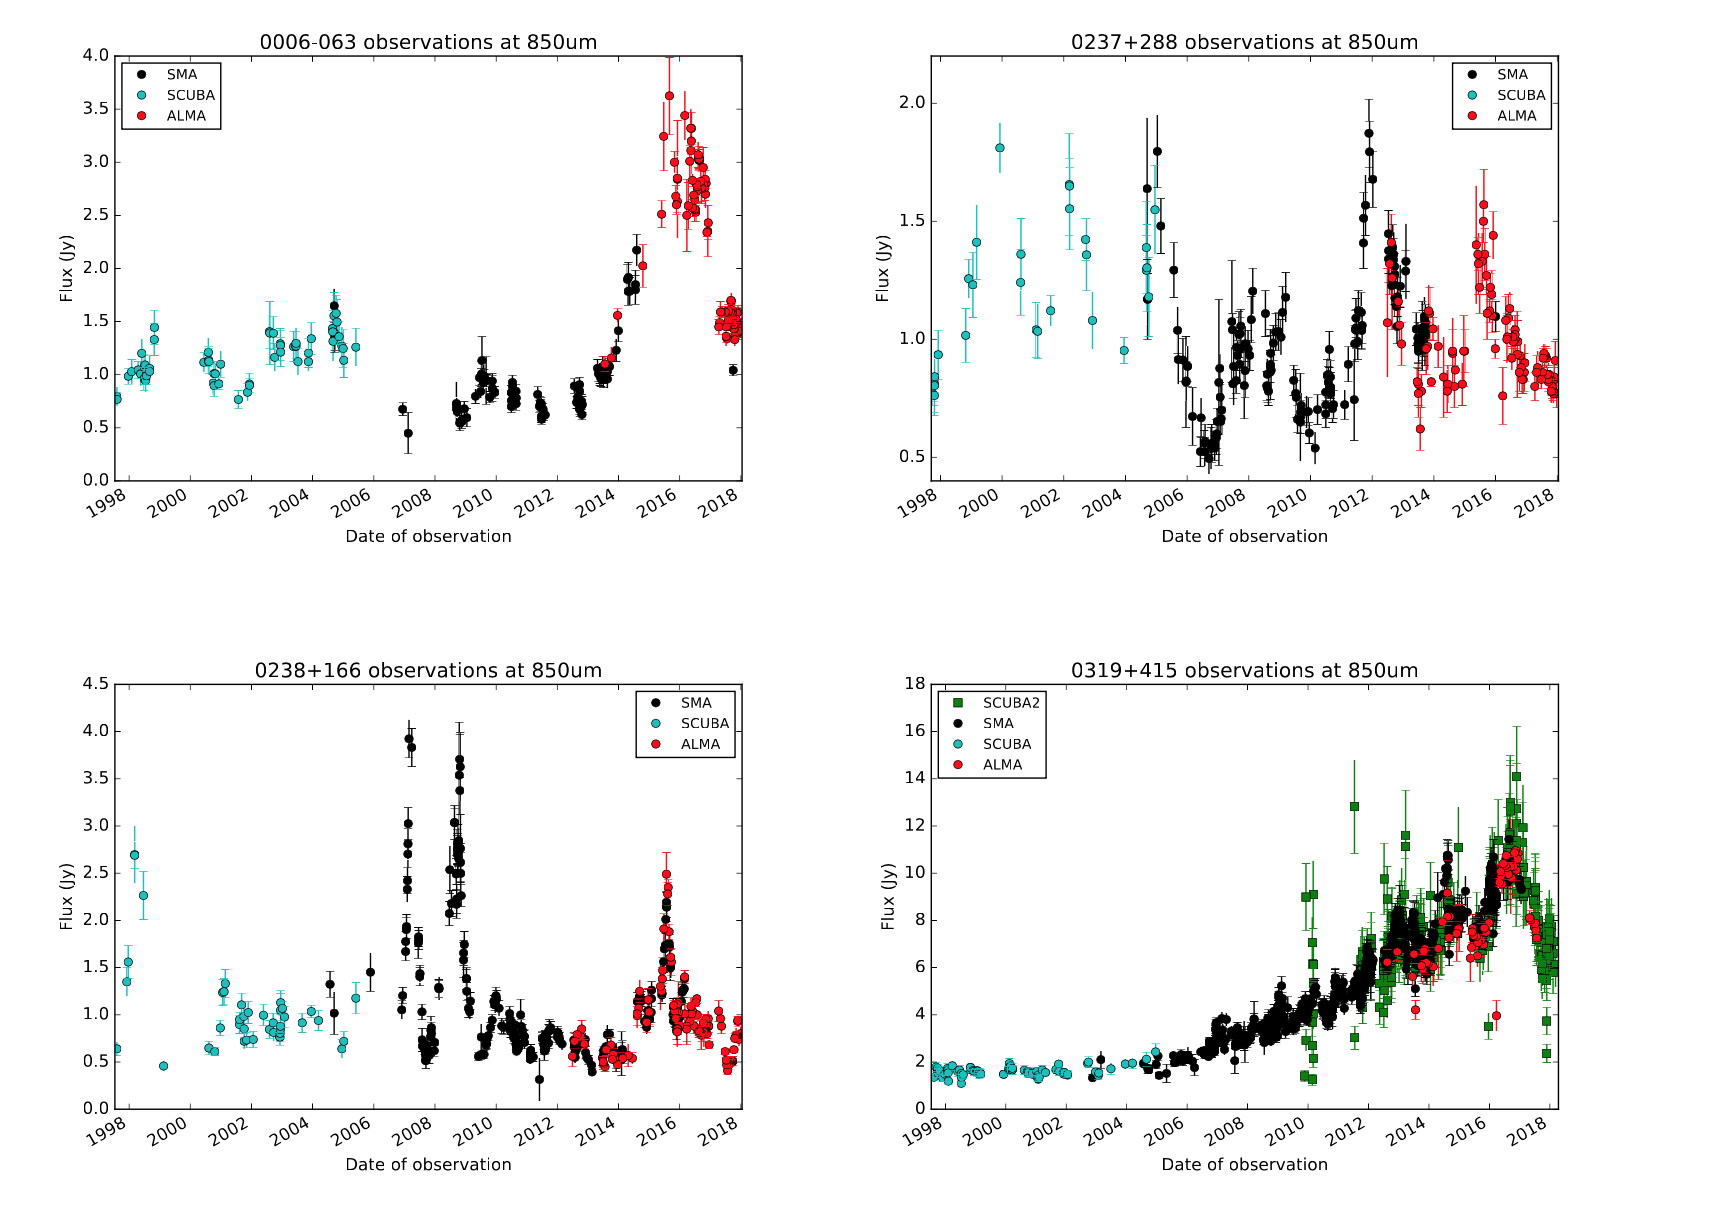 0006-063 observations at 850um
4.0
3.5
3.0
2.5
2.0
1.5
1.0
0.5
0.0
Flux (Jy)
SMA
SCUBA
ALMA
1998 2000 2002 2004 2006 2008 2010 2012 2014 2016 2018
Date of observation
0237+288 observations at 850um
2.0
1.5
1.0
0.5
Flux (Jy)
SMA
SCUBA
ALMA
1998 2000 2002 2004 2006 2008 2010 2012 2014 2016 2018
Date of observation
0238+166 observations at 850um
4.5
4.0
3.5
3.0
2.5
2.0
1.5
1.0
0.5
0.0
Flux (Jy)
SMA
SCUBA
ALMA
1998 2000 2002 2004 2006 2008 2010 2012 2014 2016 2018
Date of observation
0319+415 observations at 850um
18
16
14
12
10
8
6
4
2
0
Flux (Jy)
SCUBA2
SMA
SCUBA
ALMA
1998 2000 2002 2004 2006 2008 2010 2012 2014 2016 2018
Date of observation